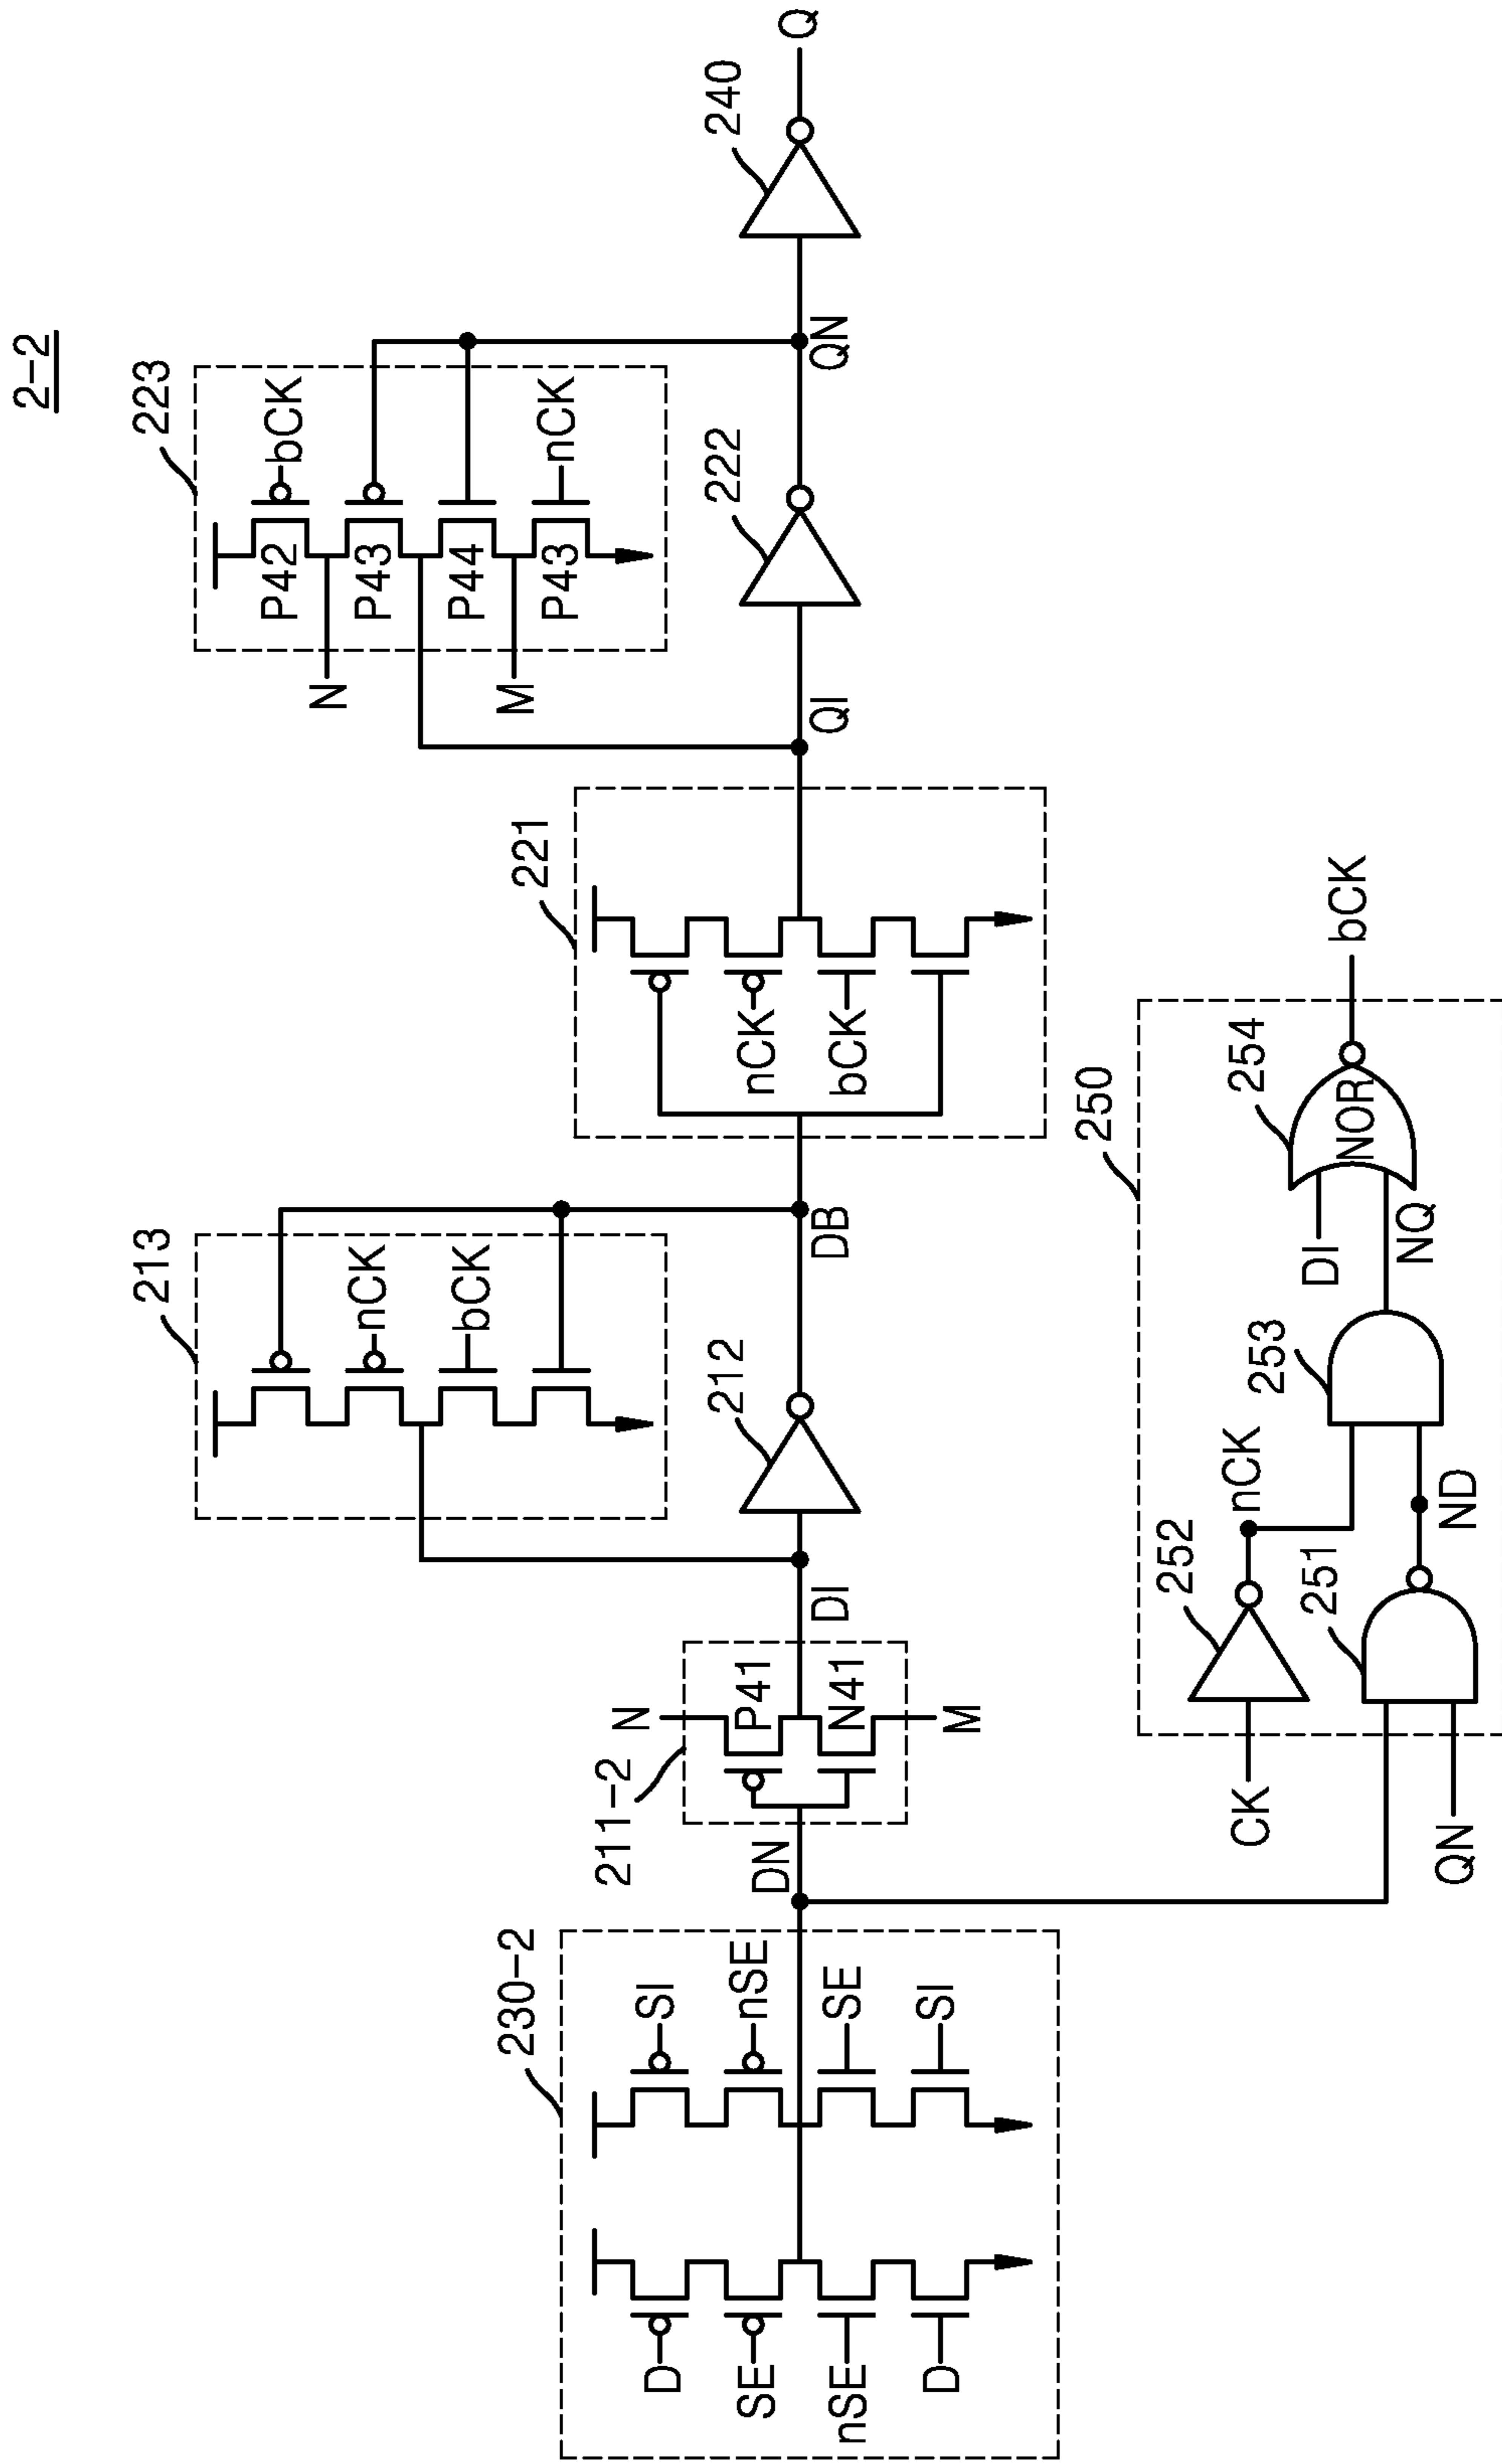 2-2
230-2
D
SE
nSE
D
SI
nSE
SE
SI
DN
211-2
N
P41
N41
M
DI
212
213
nCK
bCK
DB
221
nCK
bCK
QI
222
223
bCK
P42
N
P43
P44
M
P43
nCK
QN
240
Q
250
CK
252
nCK
QN
251
ND
253
NQ
DI
254
NOR
bCK